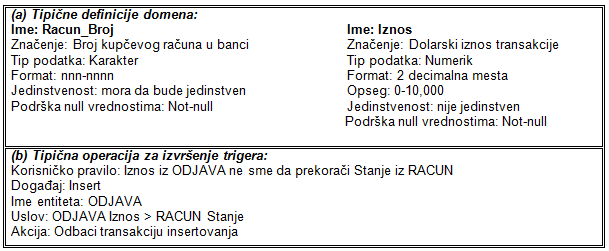 (a) Tipične definicije domena:
Ime: Racun_Broj
Značenje: Broj kupčevog računa u banci
Tip podatka: Karakter
Format: nnn-nnnn
Jedinstvenost: mora da bude jedinstven
Podrška null vrednostima: Not-null
Ime: Iznos
Značenje: Dolarski iznos transakcije
Tip podatka: Numerik
Format: 2 decimalna mesta
Opseg: 0-10,000
Jedinstvenost: nije jedinstven
Podrška null vrednostima: Not-null
(b) Tipična operacija za izvršenje trigera:
Korisničko pravilo: Iznos iz ODJAVA ne sme da prekorači Stanje iz RACUN
Događaj: Insert
Ime entiteta: ODJAVA
Uslov: ODJAVA Iznos > RACUN Stanje
Akcija: Odbaci transakciju insertovanja